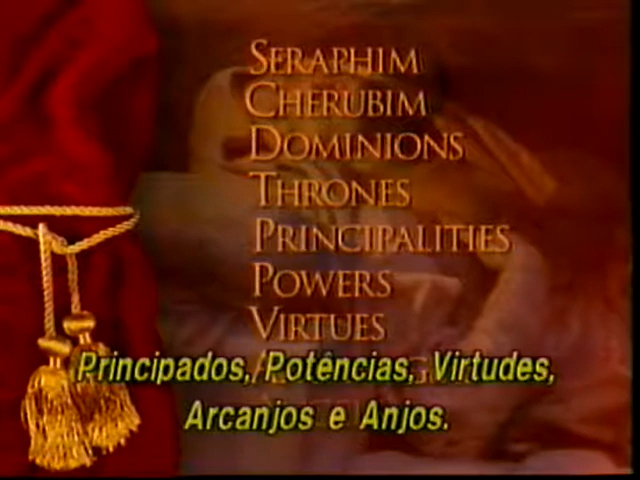 SERAPHIM
CHERUBIM
DOMINIONS
THRONES
PRINCIPALITIES
POWERS
VIRTUES
Principados, Potências, Virtudes,
Arcanjos e Anjos.